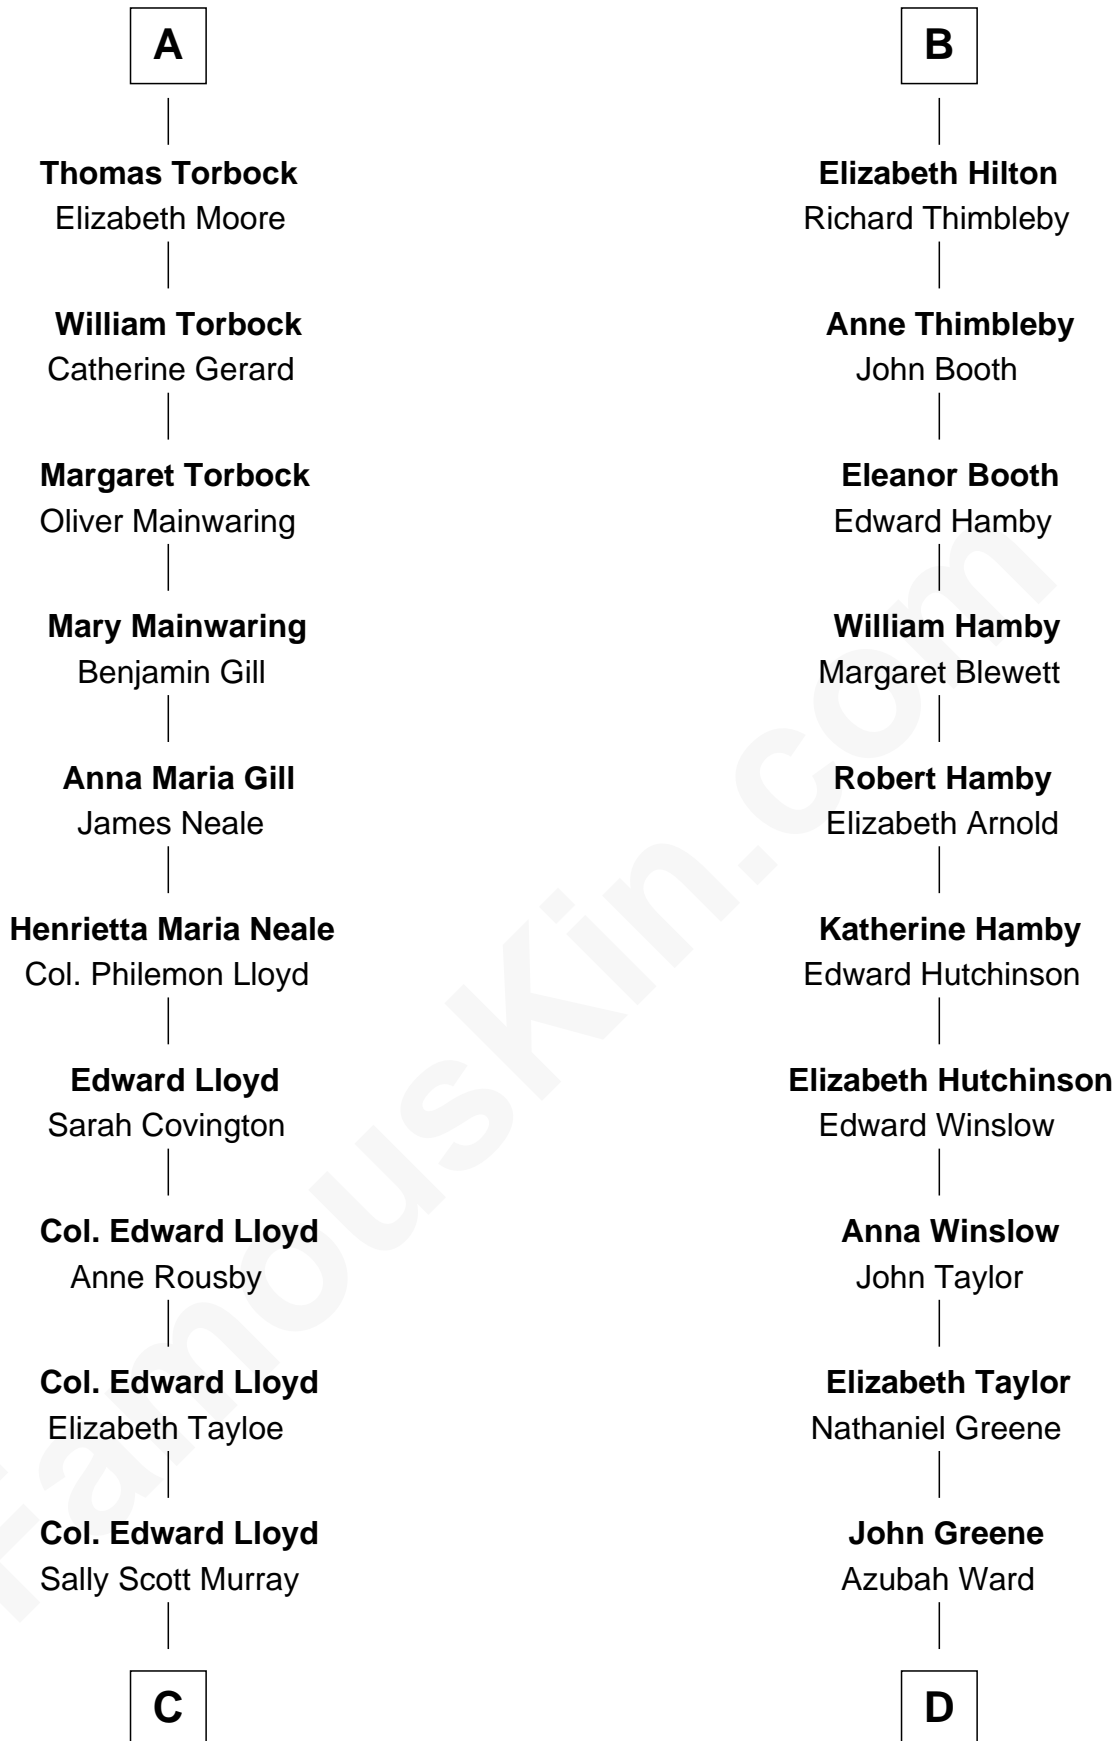 A
Thomas Torbock
Elizabeth Moore
William Torbock
Catherine Gerard
Margaret Torbock
Oliver Mainwaring
Mary Mainwaring
Benjamin Gill
Anna Maria Gill
James Neale
Henrietta Maria Neale
Col. Philemon Lloyd
Edward Lloyd
Sarah Covington
Col. Edward Lloyd
Anne Rousby
Col. Edward Lloyd
Elizabeth Tayloe
Col. Edward Lloyd
Sally Scott Murray
C
B
Elizabeth Hilton
Richard Thimbleby
Anne Thimbleby
John Booth
Eleanor Booth
Edward Hamby
William Hamby
Margaret Blewett
Robert Hamby
Elizabeth Arnold
Katherine Hamby
Edward Hutchinson
Elizabeth Hutchinson
Edward Winslow
Anna Winslow
John Taylor
Elizabeth Taylor
Nathaniel Greene
John Greene
Azubah Ward
D
FamousKin.com